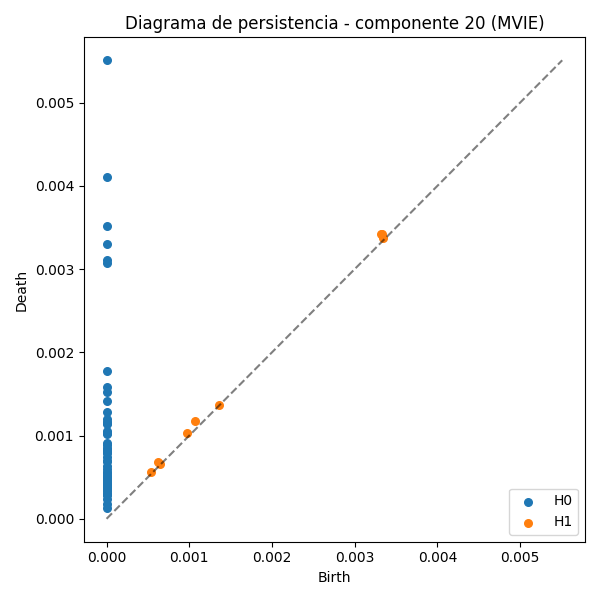 Diagrama de persistencia - componente 20 (MVIE)
Death
0.005
0.004
0.003
0.002
0.001
0.000
0.000 0.001 0.002 0.003 0.004 0.005
Birth
H0
H1